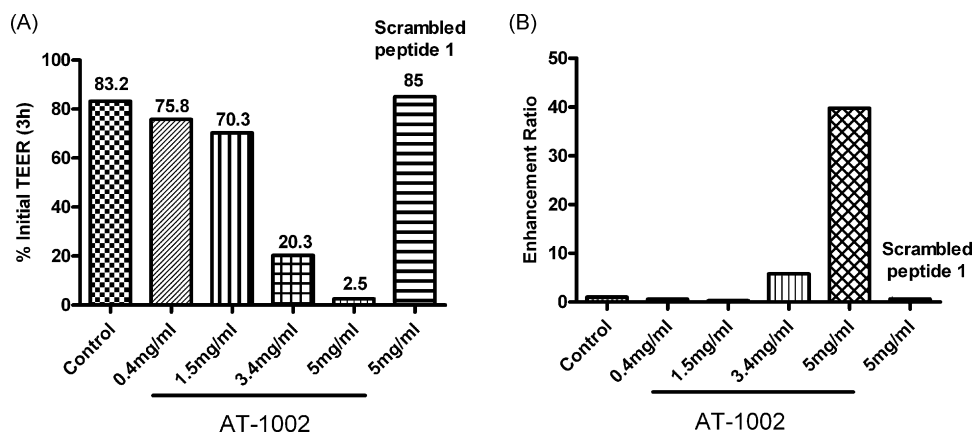 (A)
Scrambled
peptide 1
% Initial TEER (3h)
100
80
60
40
20
0
83.2
75.8
70.3
20.3
2.5
85
Control
0.4mg/ml
1.5mg/ml
3.4mg/ml
5mg/ml
5mg/ml
AT-1002
(B)
Enhancement Ratio
50
40
30
20
10
0
Scrambled
peptide 1
Control
0.4mg/ml
1.5mg/ml
3.4mg/ml
5mg/ml
5mg/ml
AT-1002